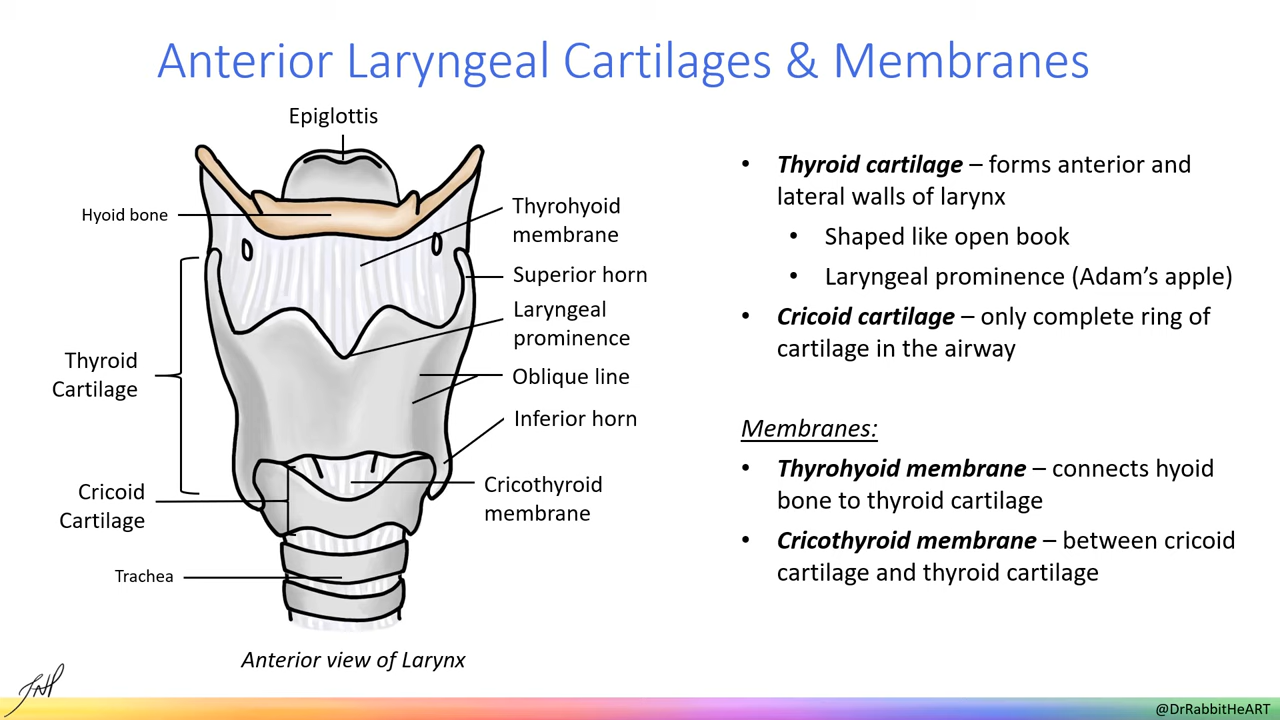 Anterior Laryngeal Cartilages & Membranes
Epiglottis
Hyoid bone
Thyroid
Cartilage
Cricoid
Cartilage
Trachea
Thyrohyoid
membrane
Superior horn
Laryngeal
prominence
Oblique line
Inferior horn
Cricothyroid
membrane
Anterior view of Larynx
• Thyroid cartilage – forms anterior and
lateral walls of larynx
• Shaped like open book
• Laryngeal prominence (Adam’s apple)
• Cricoid cartilage – only complete ring of
cartilage in the airway
Membranes:
• Thyrohyoid membrane – connects hyoid
bone to thyroid cartilage
• Cricothyroid membrane – between cricoid
cartilage and thyroid cartilage
@DrRabbitHeART